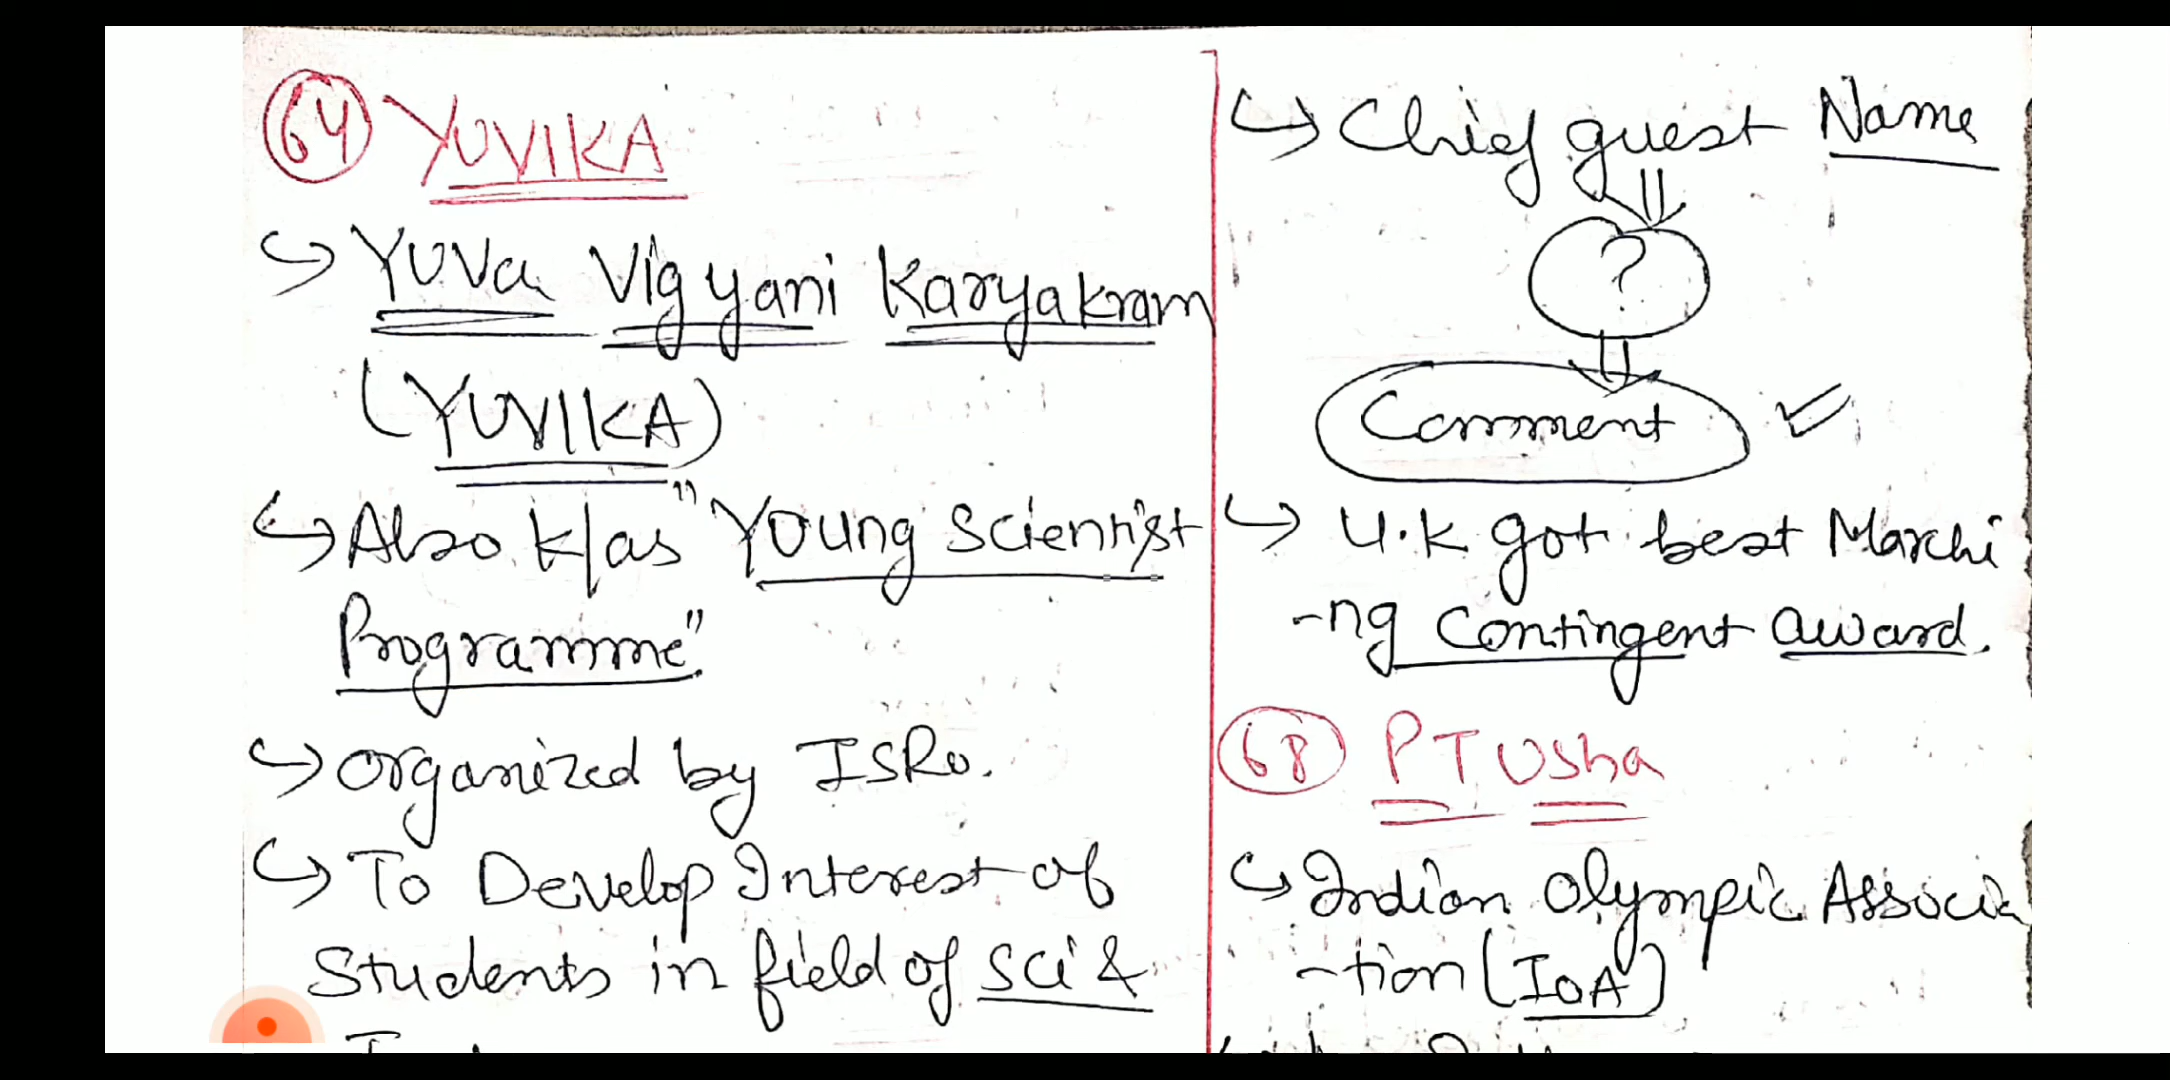 64 YUVIKA
↪ YUVa Vigyani Karyakram
(YUVIKA)
↪ Also k/as "Young Scientist
Programme".
↪ Organized by ISRO.
↪ To Develop Interest of
Students in field of Sci &
↪ Chief guest Name
?
Comment ✓
↪ U.K got best Marchi
-ng Contingent award.
68 PT Usha
↪ Indian Olympic Associa
-tion (IOA)